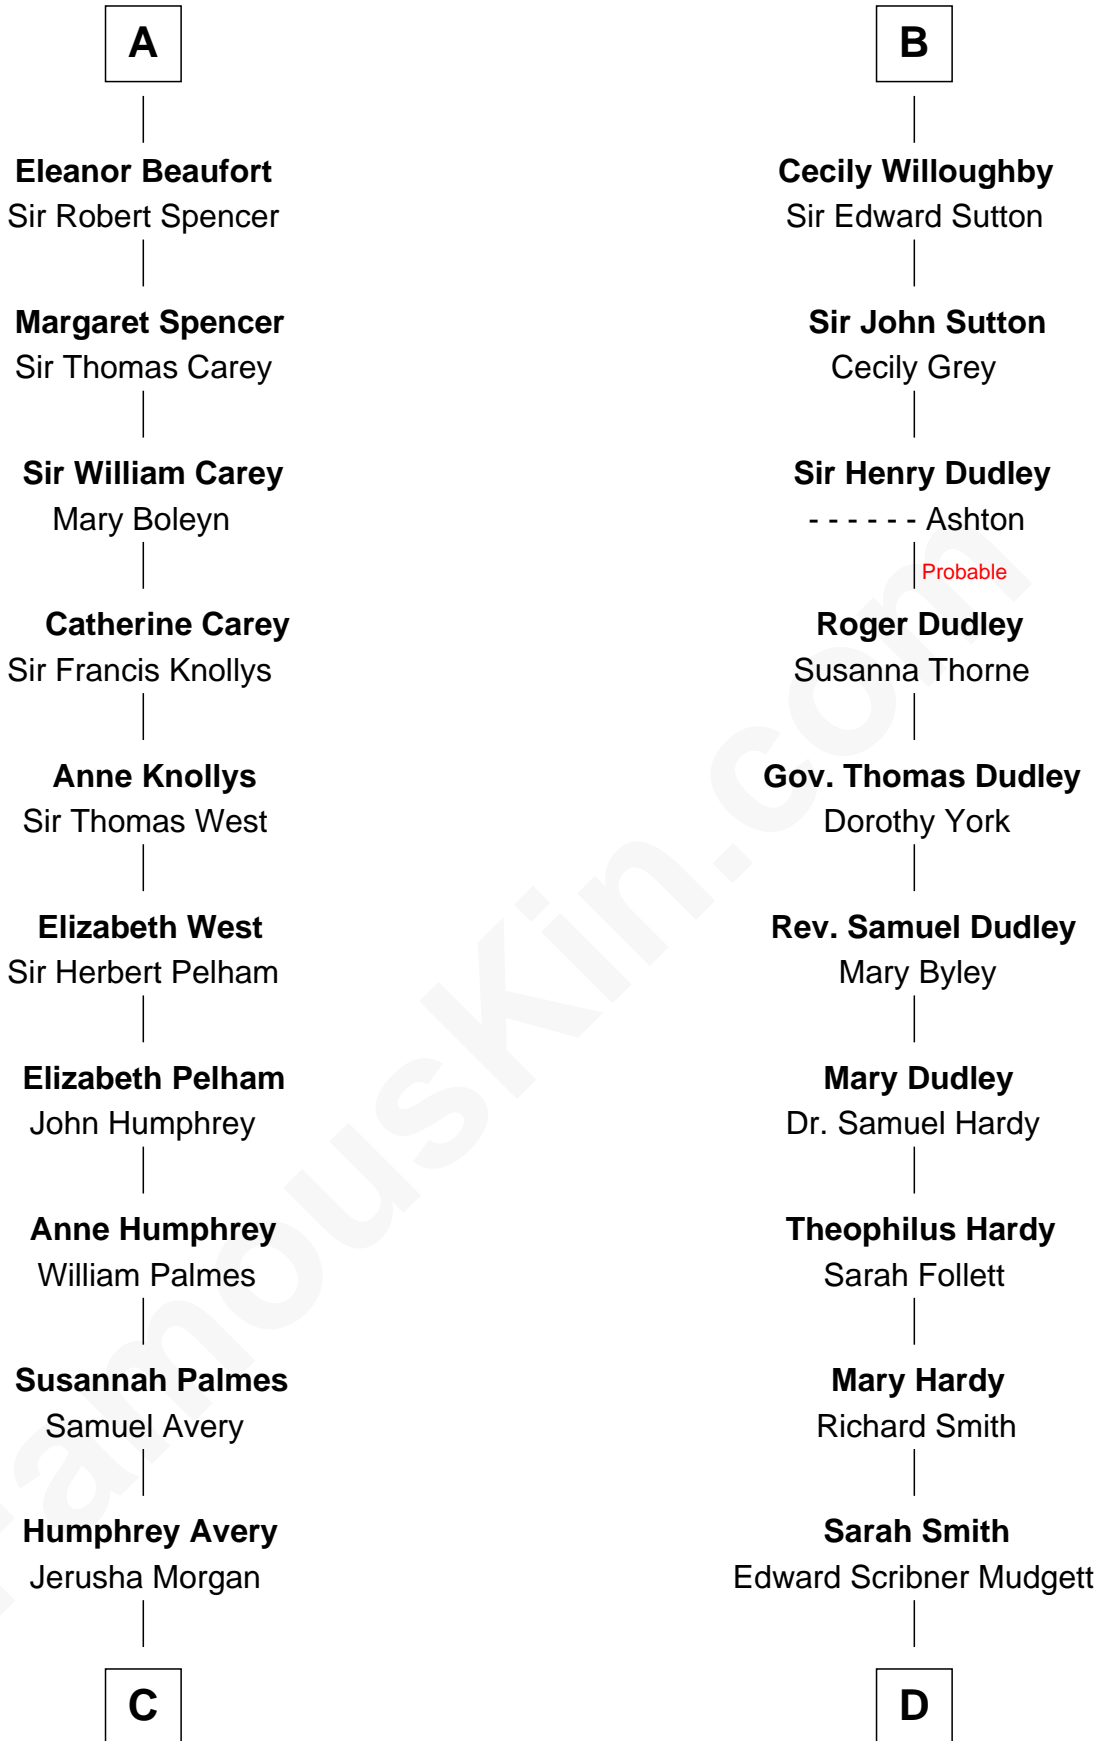 A
Eleanor Beaufort
Sir Robert Spencer
Margaret Spencer
Sir Thomas Carey
Sir William Carey
Mary Boleyn
Catherine Carey
Sir Francis Knollys
Anne Knollys
Sir Thomas West
Elizabeth West
Sir Herbert Pelham
Elizabeth Pelham
John Humphrey
Anne Humphrey
William Palmes
Susannah Palmes
Samuel Avery
Humphrey Avery
Jerusha Morgan
C
B
Cecily Willoughby
Sir Edward Sutton
Sir John Sutton
Cecily Grey
Sir Henry Dudley
- - - - - - Ashton
Probable
Roger Dudley
Susanna Thorne
Gov. Thomas Dudley
Dorothy York
Rev. Samuel Dudley
Mary Byley
Mary Dudley
Dr. Samuel Hardy
Theophilus Hardy
Sarah Follett
Mary Hardy
Richard Smith
Sarah Smith
Edward Scribner Mudgett
D
FamousKin.com